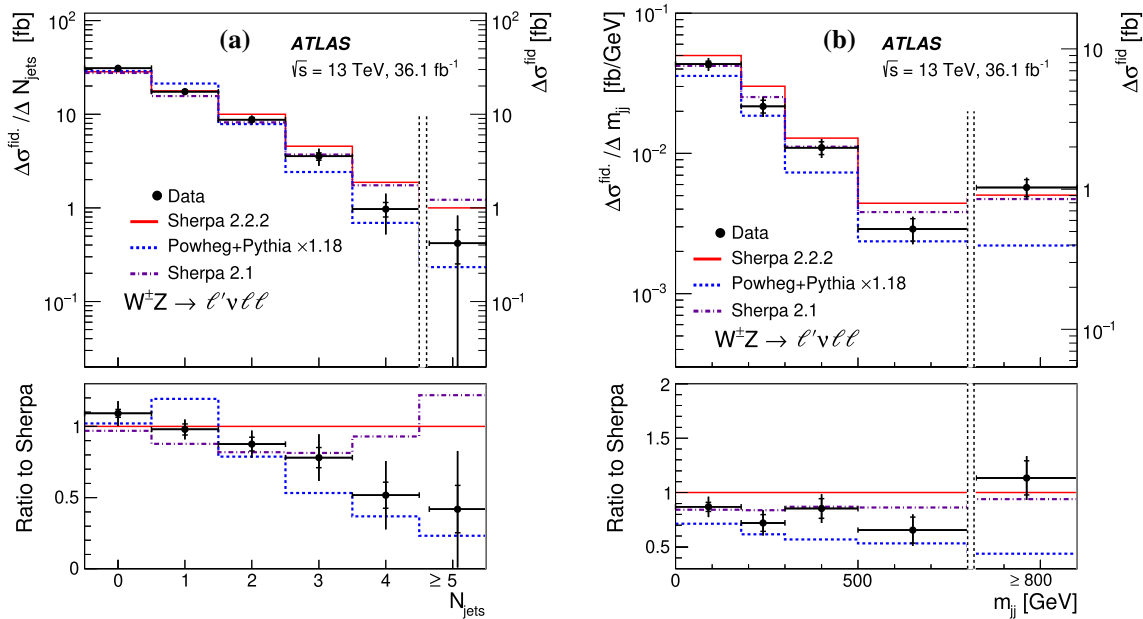 (a)
ATLAS
√s = 13 TeV, 36.1 fb⁻¹
Δσ^fid. / Δ N_jets [fb]
Δσ^fid [fb]
10²
10
1
10⁻¹
10²
10
1
10⁻¹
Data
Sherpa 2.2.2
Powheg+Pythia ×1.18
Sherpa 2.1
W^±Z → ℓ′νℓℓ
Ratio to Sherpa
1
0.5
0
0 1 2 3 4 ≥ 5
N_jets
(b)
ATLAS
√s = 13 TeV, 36.1 fb⁻¹
Δσ^fid. / Δ m_jj [fb/GeV]
Δσ^fid [fb]
10⁻¹
10⁻²
10⁻³
10
1
10⁻¹
Data
Sherpa 2.2.2
Powheg+Pythia ×1.18
Sherpa 2.1
W^±Z → ℓ′νℓℓ
Ratio to Sherpa
2
1.5
1
0.5
0 500 ≥ 800
m_jj [GeV]